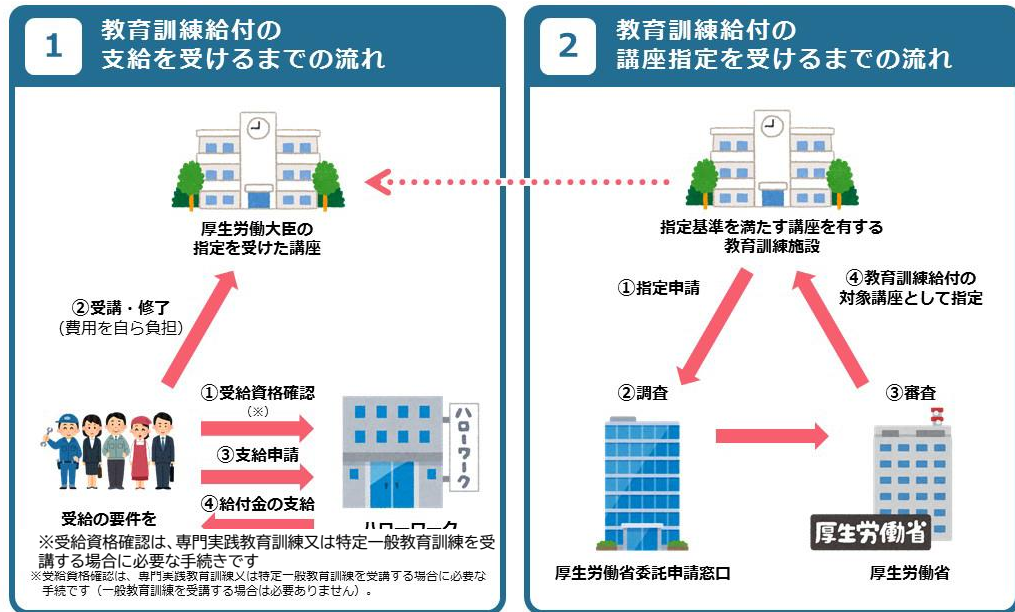 1
教育訓練給付の
支給を受けるまでの流れ
厚生労働大臣の
指定を受けた講座
②受講・修了
（費用を自ら負担）
①受給資格確認
（※）
③支給申請
④給付金の支給
ハローワーク
受給の要件を
ハローワーク
※受給資格確認は、専門実践教育訓練又は特定一般教育訓練を受
講する場合に必要な手続きです
※受給資格確認は、専門実践教育訓練又は特定一般教育訓練を受講する場合に必要な
手続です（一般教育訓練を受講する場合は必要ありません）。
2
教育訓練給付の
講座指定を受けるまでの流れ
指定基準を満たす講座を有する
教育訓練施設
①指定申請
④教育訓練給付の
対象講座として指定
②調査
③審査
厚生労働省
厚生労働省委託申請窓口
厚生労働省